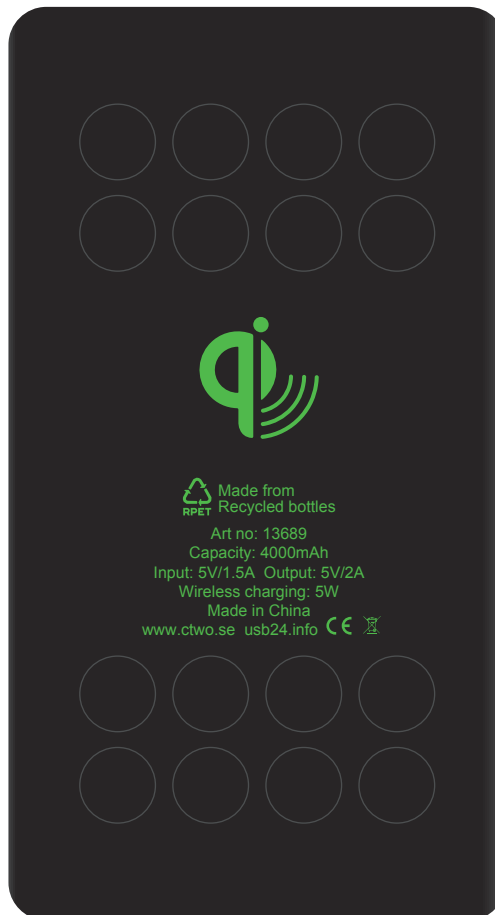 qi
Made from
RPET Recycled bottles
Art no: 13689
Capacity: 4000mAh
Input: 5V/1.5A Output: 5V/2A
Wireless charging: 5W
Made in China
www.ctwo.se usb24.info CE